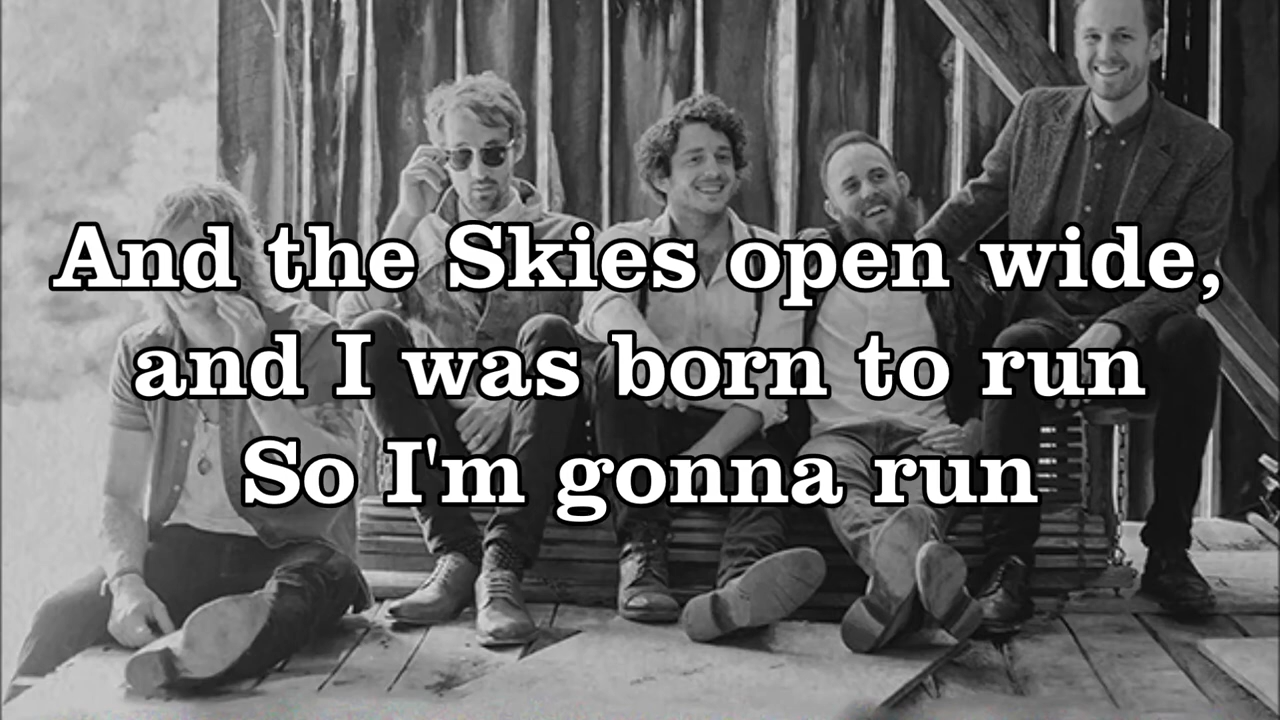 And the Skies open wide,
and I was born to run
So I'm gonna run